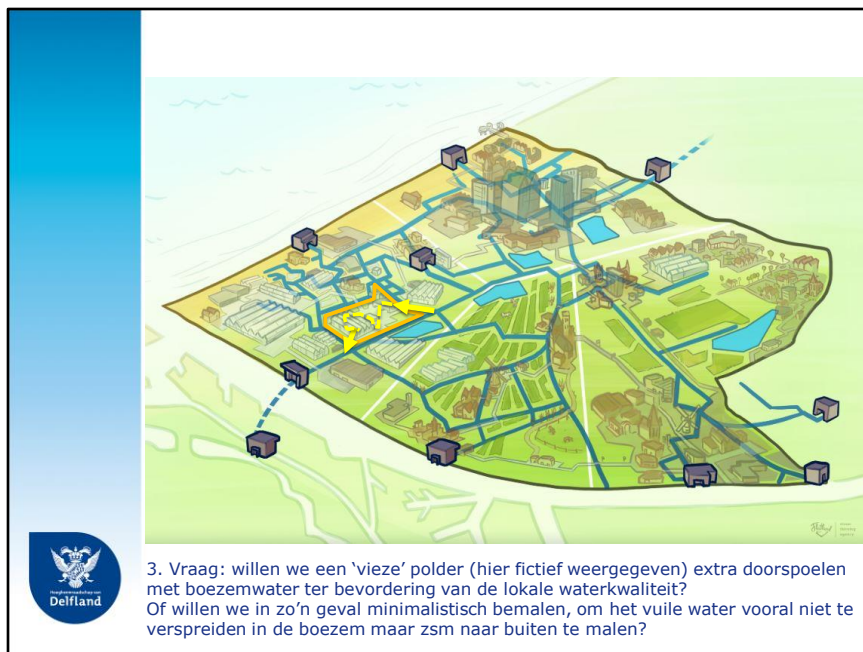 3. Vraag: willen we een ‘vieze’ polder (hier fictief weergegeven) extra doorspoelen
met boezemwater ter bevordering van de lokale waterkwaliteit?
Of willen we in zo’n geval minimalistisch bemalen, om het vuile water vooral niet te
verspreiden in de boezem maar zsm naar buiten te malen?
Hoogheemraadschap van
Delfland